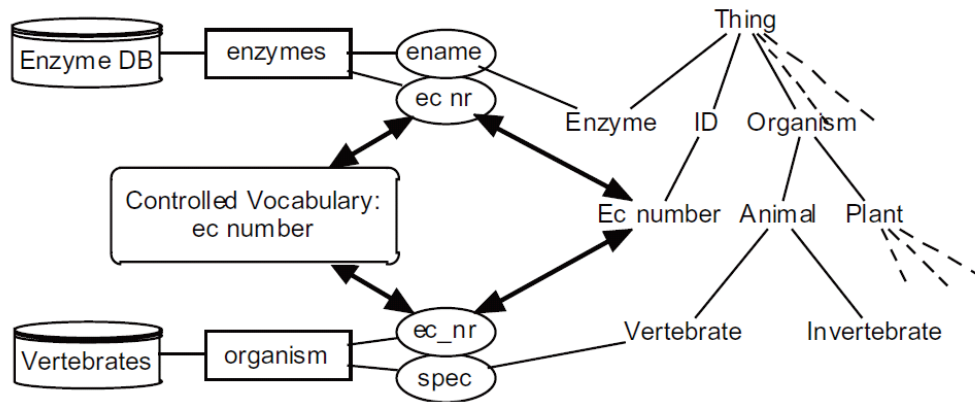 Thing
Enzyme DB
enzymes
ename
ec nr
Enzyme
ID
Organism
Controlled Vocabulary:
ec number
Ec number
Animal
Plant
Vertebrates
organism
ec_nr
spec
Vertebrate
Invertebrate